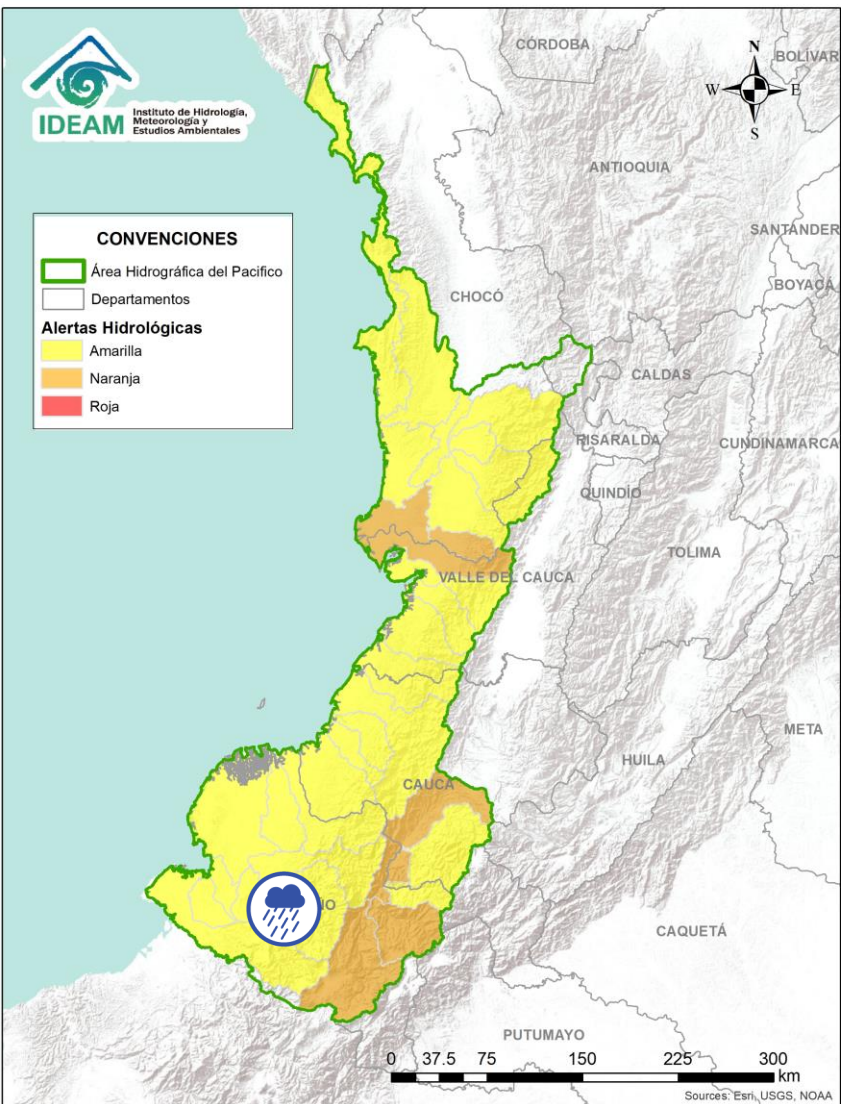 IDEAM
Instituto de Hidrología,
Meteorología y
Estudios Ambientales
CONVENCIONES
Área Hidrográfica del Pacifico
Departamentos
Alertas Hidrológicas
Amarilla
Naranja
Roja
N
W
E
S
CÓRDOBA
BOLÍVAR
ANTIOQUIA
SANTANDER
BOYACÁ
CHOCÓ
CALDAS
RISARALDA
CUNDINAMARCA
QUINDÍO
TOLIMA
VALLE DEL CAUCA
META
HUILA
CAUCA
CAQUETÁ
PUTUMAYO
0 37.5 75 150 225 300
km
Sources: Esri, USGS, NOAA